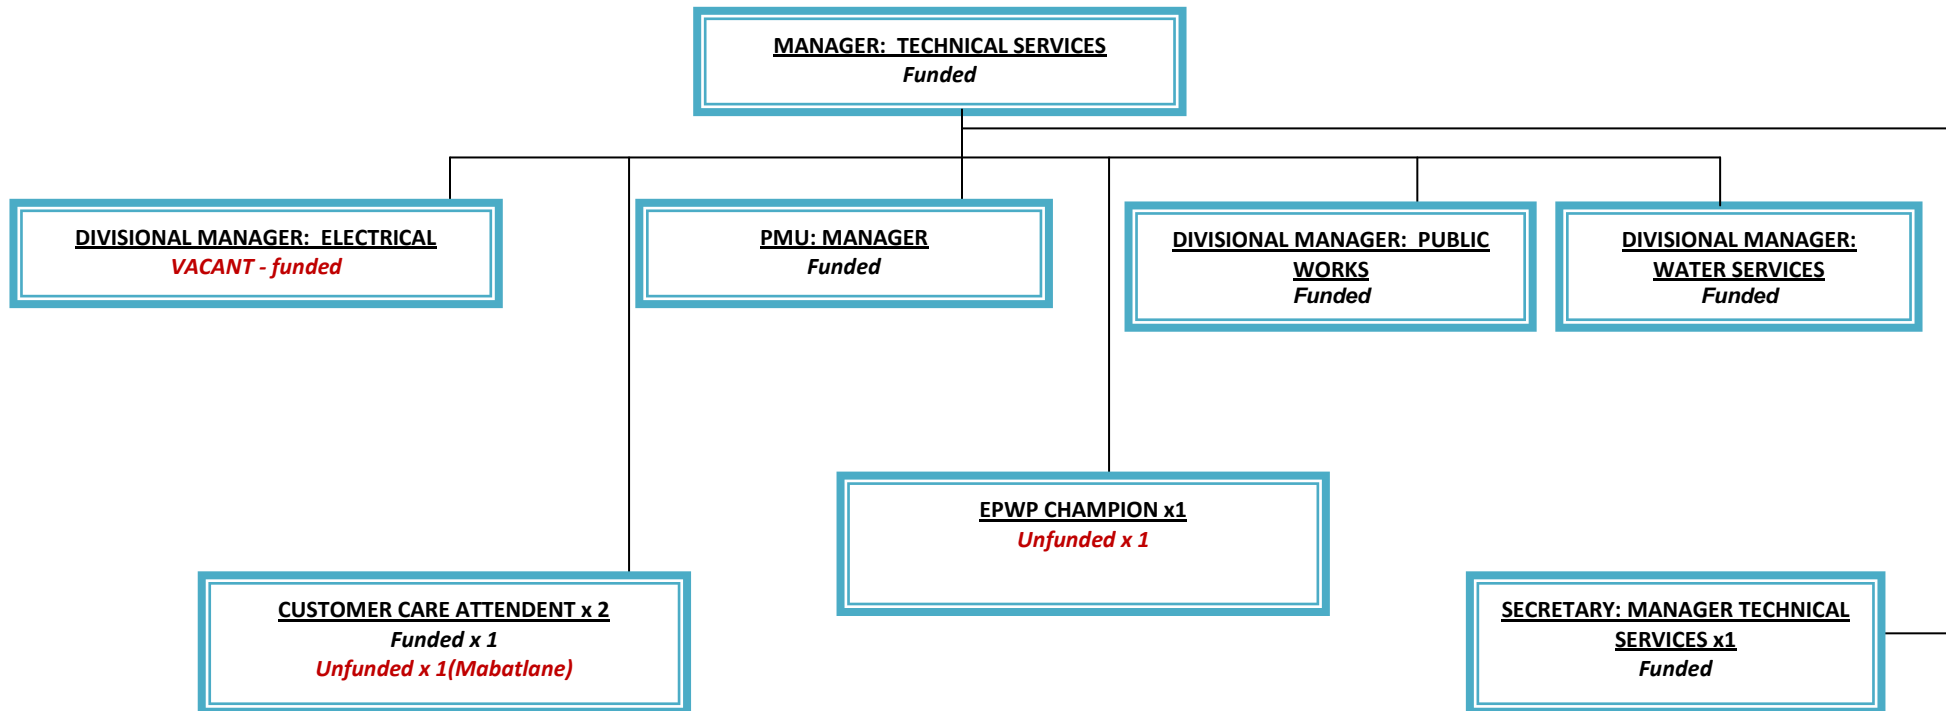 MANAGER: TECHNICAL SERVICES
Funded
DIVISIONAL MANAGER: ELECTRICAL
VACANT - funded
PMU: MANAGER
Funded
DIVISIONAL MANAGER: PUBLIC
WORKS
Funded
DIVISIONAL MANAGER:
WATER SERVICES
Funded
EPWP CHAMPION x1
Unfunded x 1
CUSTOMER CARE ATTENDENT x 2
Funded x 1
Unfunded x 1(Mabatlane)
SECRETARY: MANAGER TECHNICAL
SERVICES x1
Funded